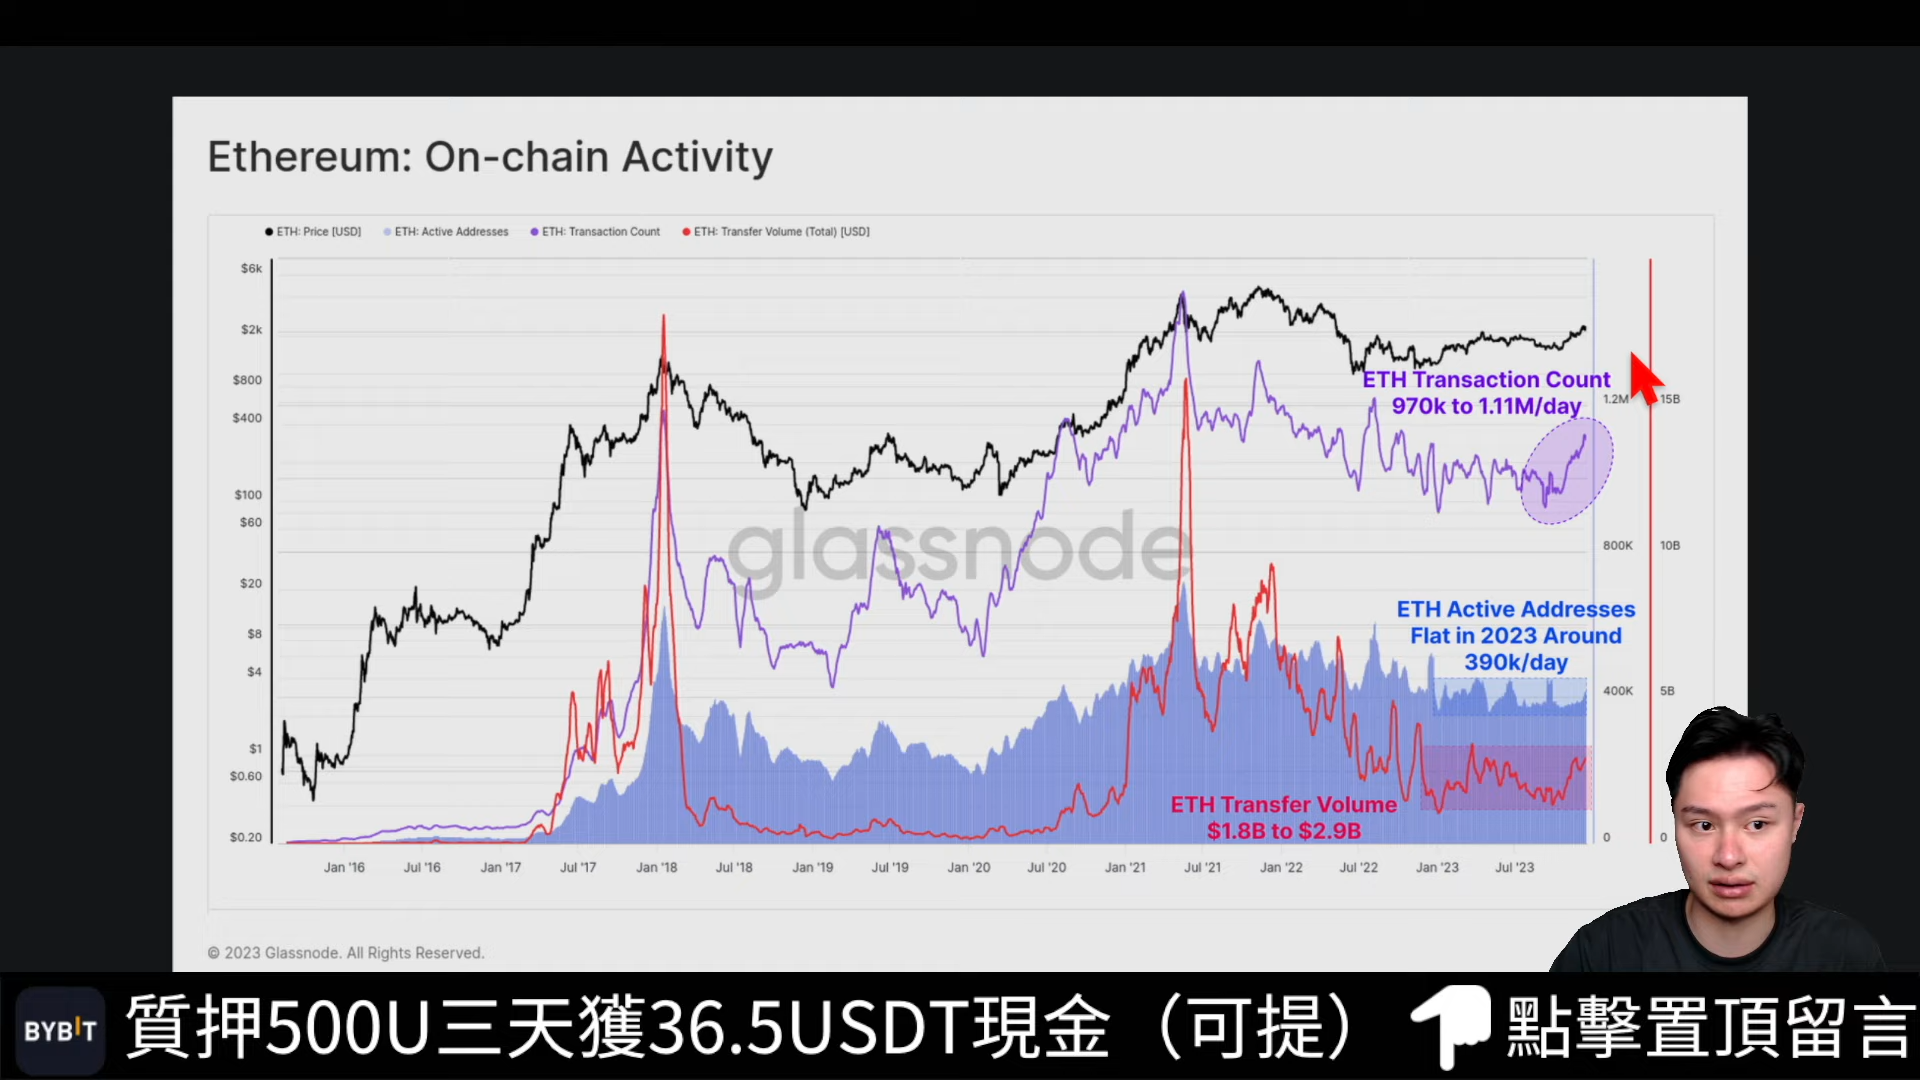 Ethereum: On-chain Activity
ETH: Price [USD] ETH: Active Addresses ETH: Transaction Count ETH: Transfer Volume (Total) [USD]
$6k
$2k
$800
$400
$100
$60
$20
$8
$4
$1
$0.60
$0.20
glassnode
ETH Transaction Count
970k to 1.11M/day
1.2M 15B
800K 10B
ETH Active Addresses
Flat in 2023 Around
390k/day
400K 5B
ETH Transfer Volume
$1.8B to $2.9B
0 0
Jan '16 Jul '16 Jan '17 Jul '17 Jan '18 Jul '18 Jan '19 Jul '19 Jan '20 Jul '20 Jan '21 Jul '21 Jan '22 Jul '22 Jan '23 Jul '23
© 2023 Glassnode. All Rights Reserved.
BYBIT 質押500U三天獲36.5USDT現金（可提） 點擊置頂留言